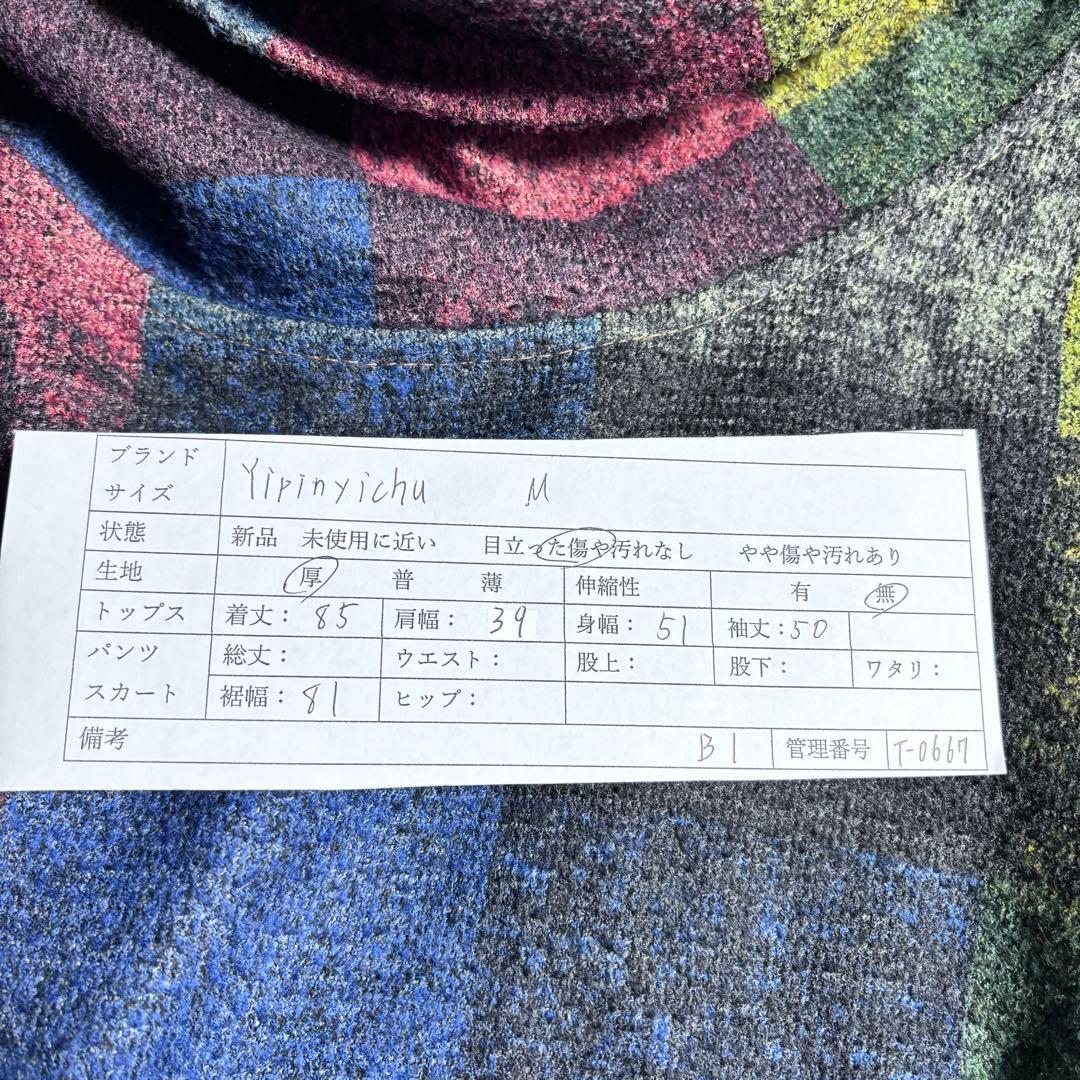 ブランド
サイズ
Yipinyichu M
状態 新品 未使用に近い 目立った傷や汚れなし やや傷や汚れあり
生地 厚 普 薄 伸縮性 有 無
トップス 着丈: 85 肩幅: 39 身幅: 51 袖丈:50
パンツ 総丈: ウエスト: 股上: 股下: ワタリ:
スカート 裾幅: 81 ヒップ:
備考 B1 管理番号 T-0667